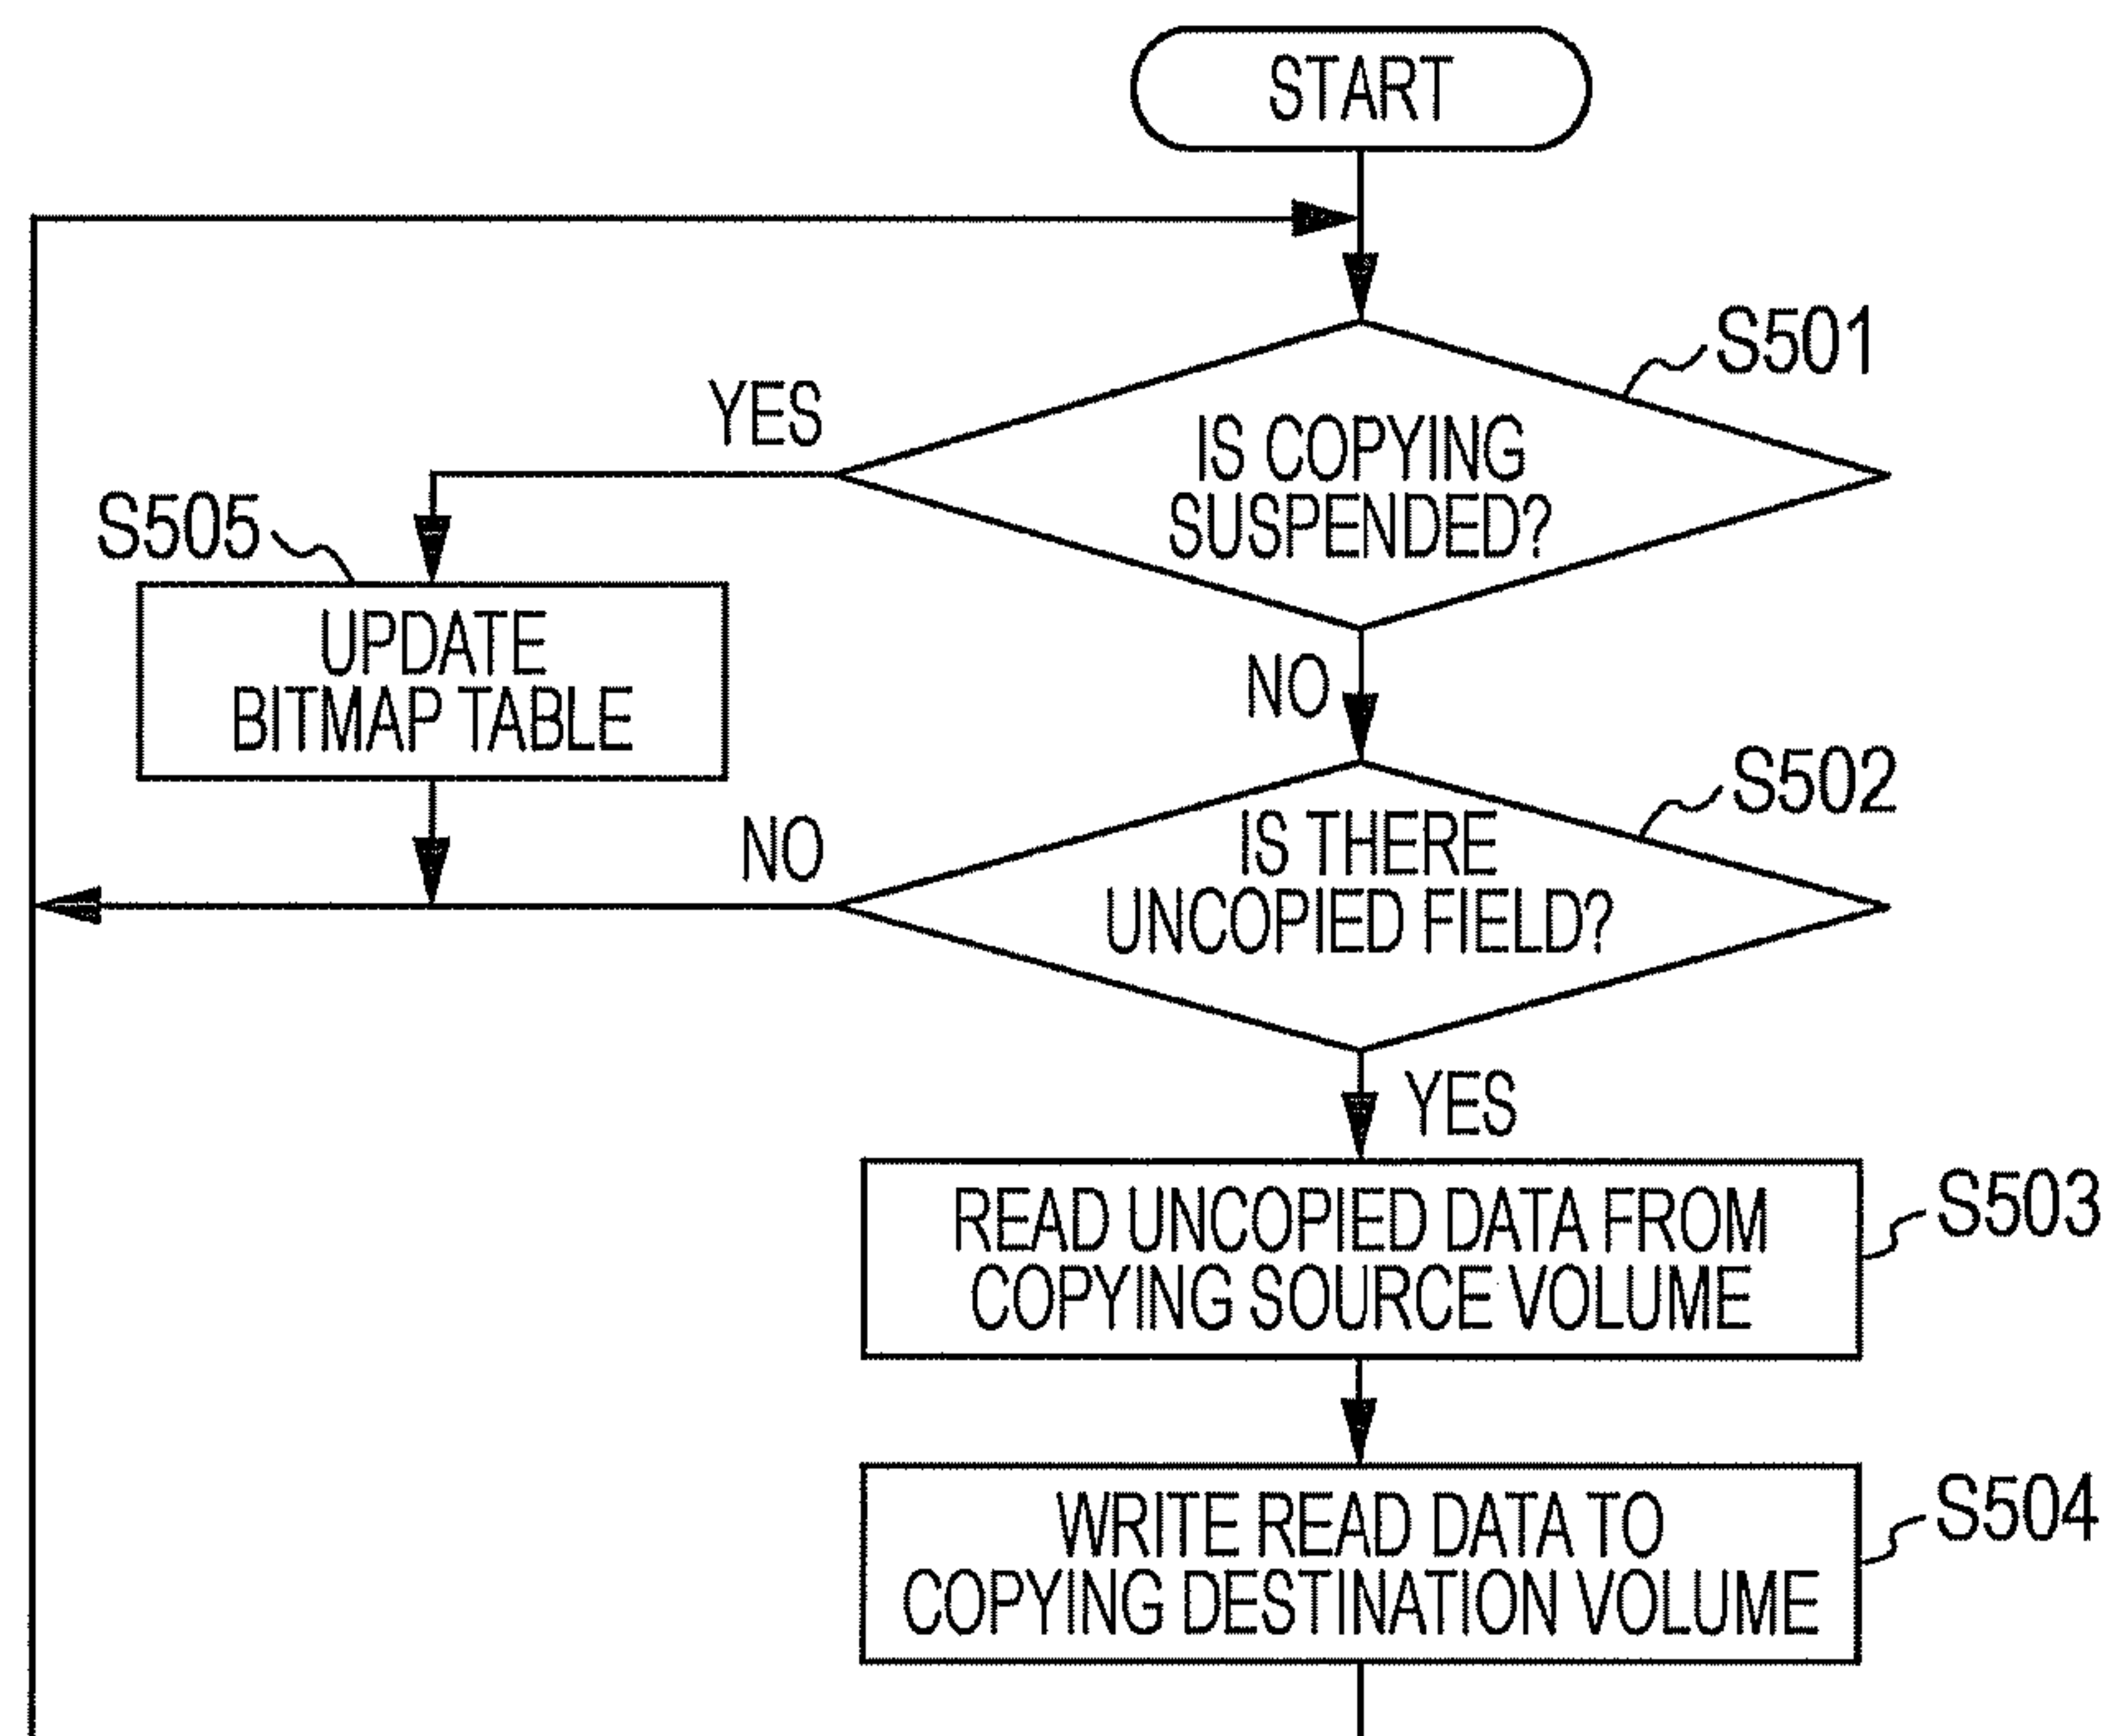 START
S501
YES
IS COPYING
SUSPENDED?
S505
UPDATE
BITMAP TABLE
NO
S502
NO
IS THERE
UNCOPIED FIELD?
YES
READ UNCOPIED DATA FROM
COPYING SOURCE VOLUME
S503
WRITE READ DATA TO
COPYING DESTINATION VOLUME
S504